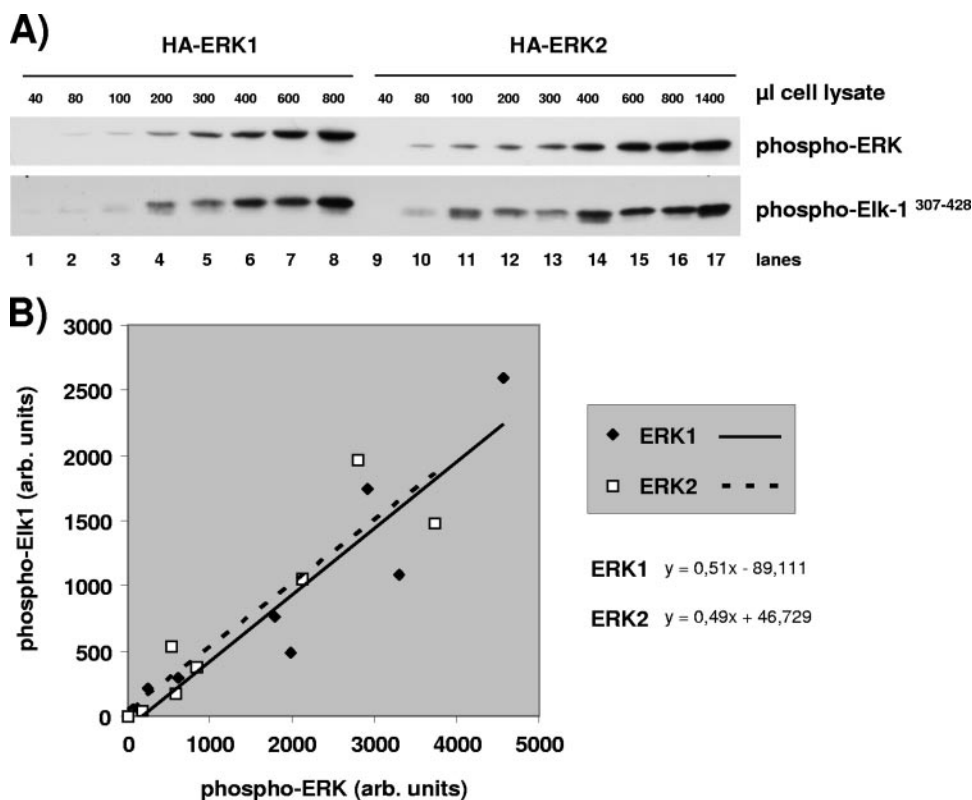 A)
HA-ERK1 HA-ERK2
40 80 100 200 300 400 600 800 40 80 100 200 300 400 600 800 1400 µl cell lysate
phospho-ERK
phospho-Elk-1 307-428
1 2 3 4 5 6 7 8 9 10 11 12 13 14 15 16 17 lanes
B)
3000
2500
2000
1500
1000
500
0
phospho-Elk1 (arb. units)
0 1000 2000 3000 4000 5000
phospho-ERK (arb. units)
ERK1
ERK2
ERK1 y = 0,51x - 89,111
ERK2 y = 0,49x + 46,729